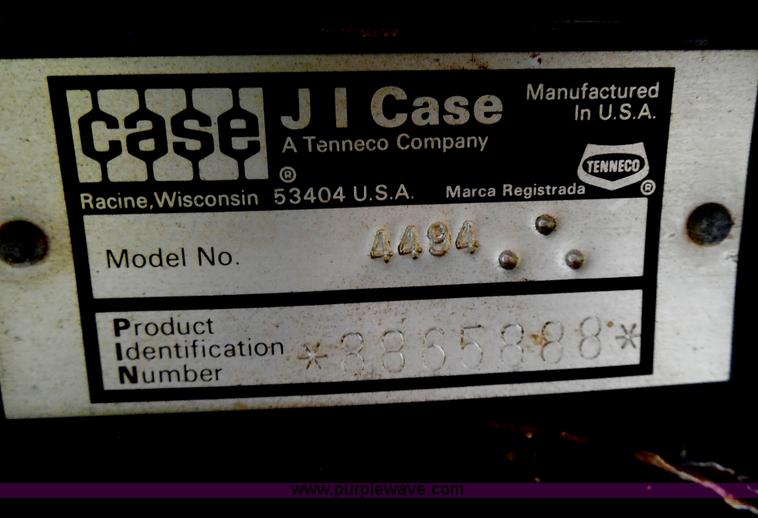 case
J I Case
A Tenneco Company
Manufactured
In U.S.A.
TENNECO
Racine, Wisconsin 53404 U.S.A. Marca Registrada
Model No. 4494
Product
Identification
Number
www.purplewave.com